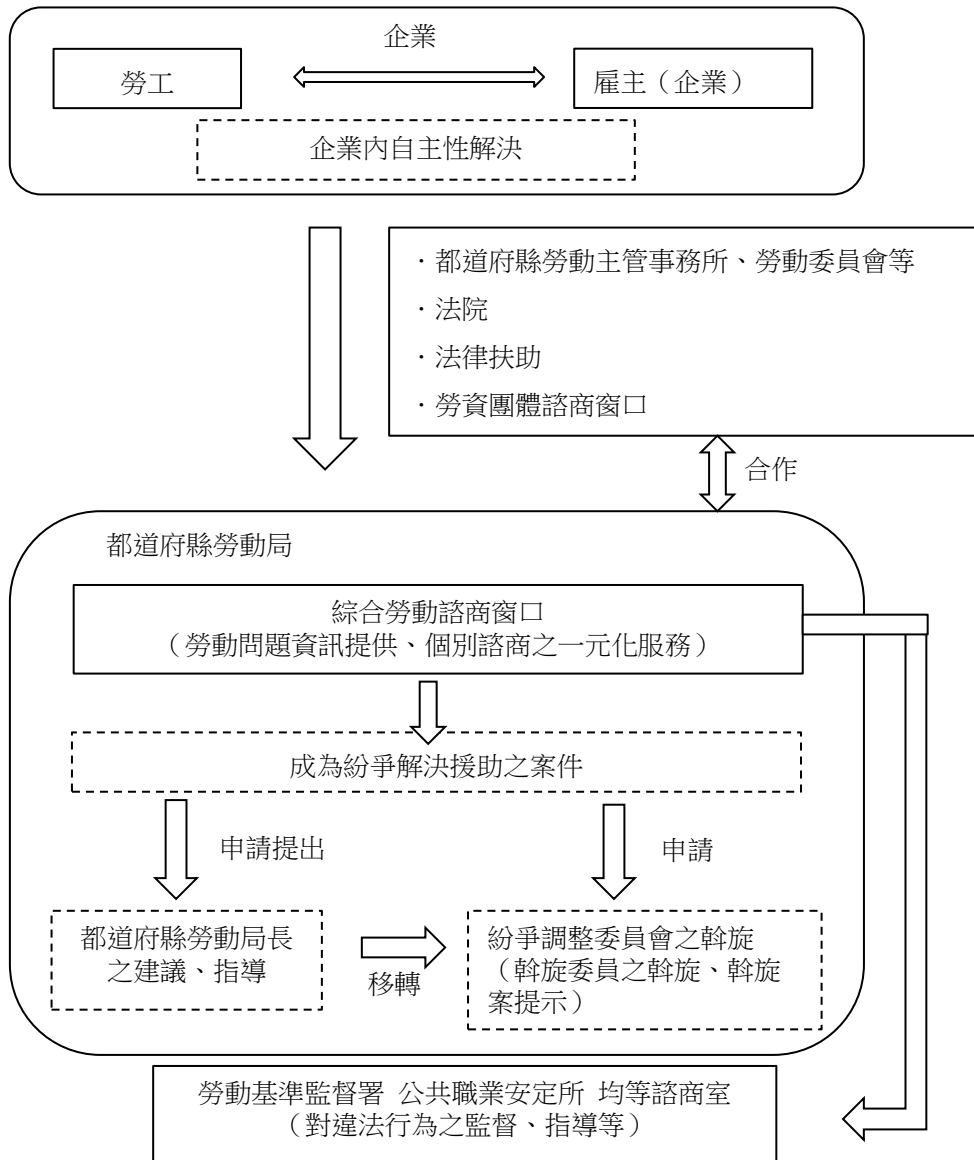 企業
勞工
雇主（企業）
企業內自主性解決
．都道府縣勞動主管事務所、勞動委員會等
．法院
．法律扶助
．勞資團體諮商窗口
合作
都道府縣勞動局
綜合勞動諮商窗口
（勞動問題資訊提供、個別諮商之一元化服務）
成為紛爭解決援助之案件
申請提出
申請
都道府縣勞動局長
之建議、指導
移轉
紛爭調整委員會之斡旋
（斡旋委員之斡旋、斡旋
案提示）
勞動基準監督署 公共職業安定所 均等諮商室
（對違法行為之監督、指導等）